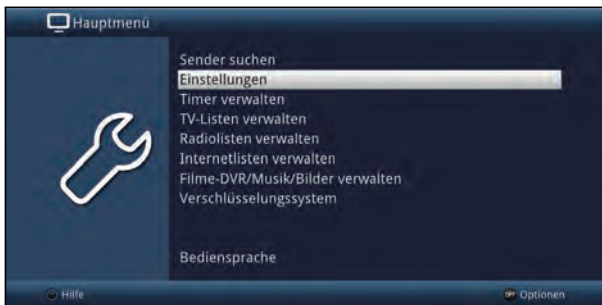 Hauptmenü
Sender suchen
Einstellungen
Timer verwalten
TV-Listen verwalten
Radiolisten verwalten
Internetlisten verwalten
Filme-DVR/Musik/Bilder verwalten
Verschlüsselungssystem
Bediensprache
Hilfe
Optionen